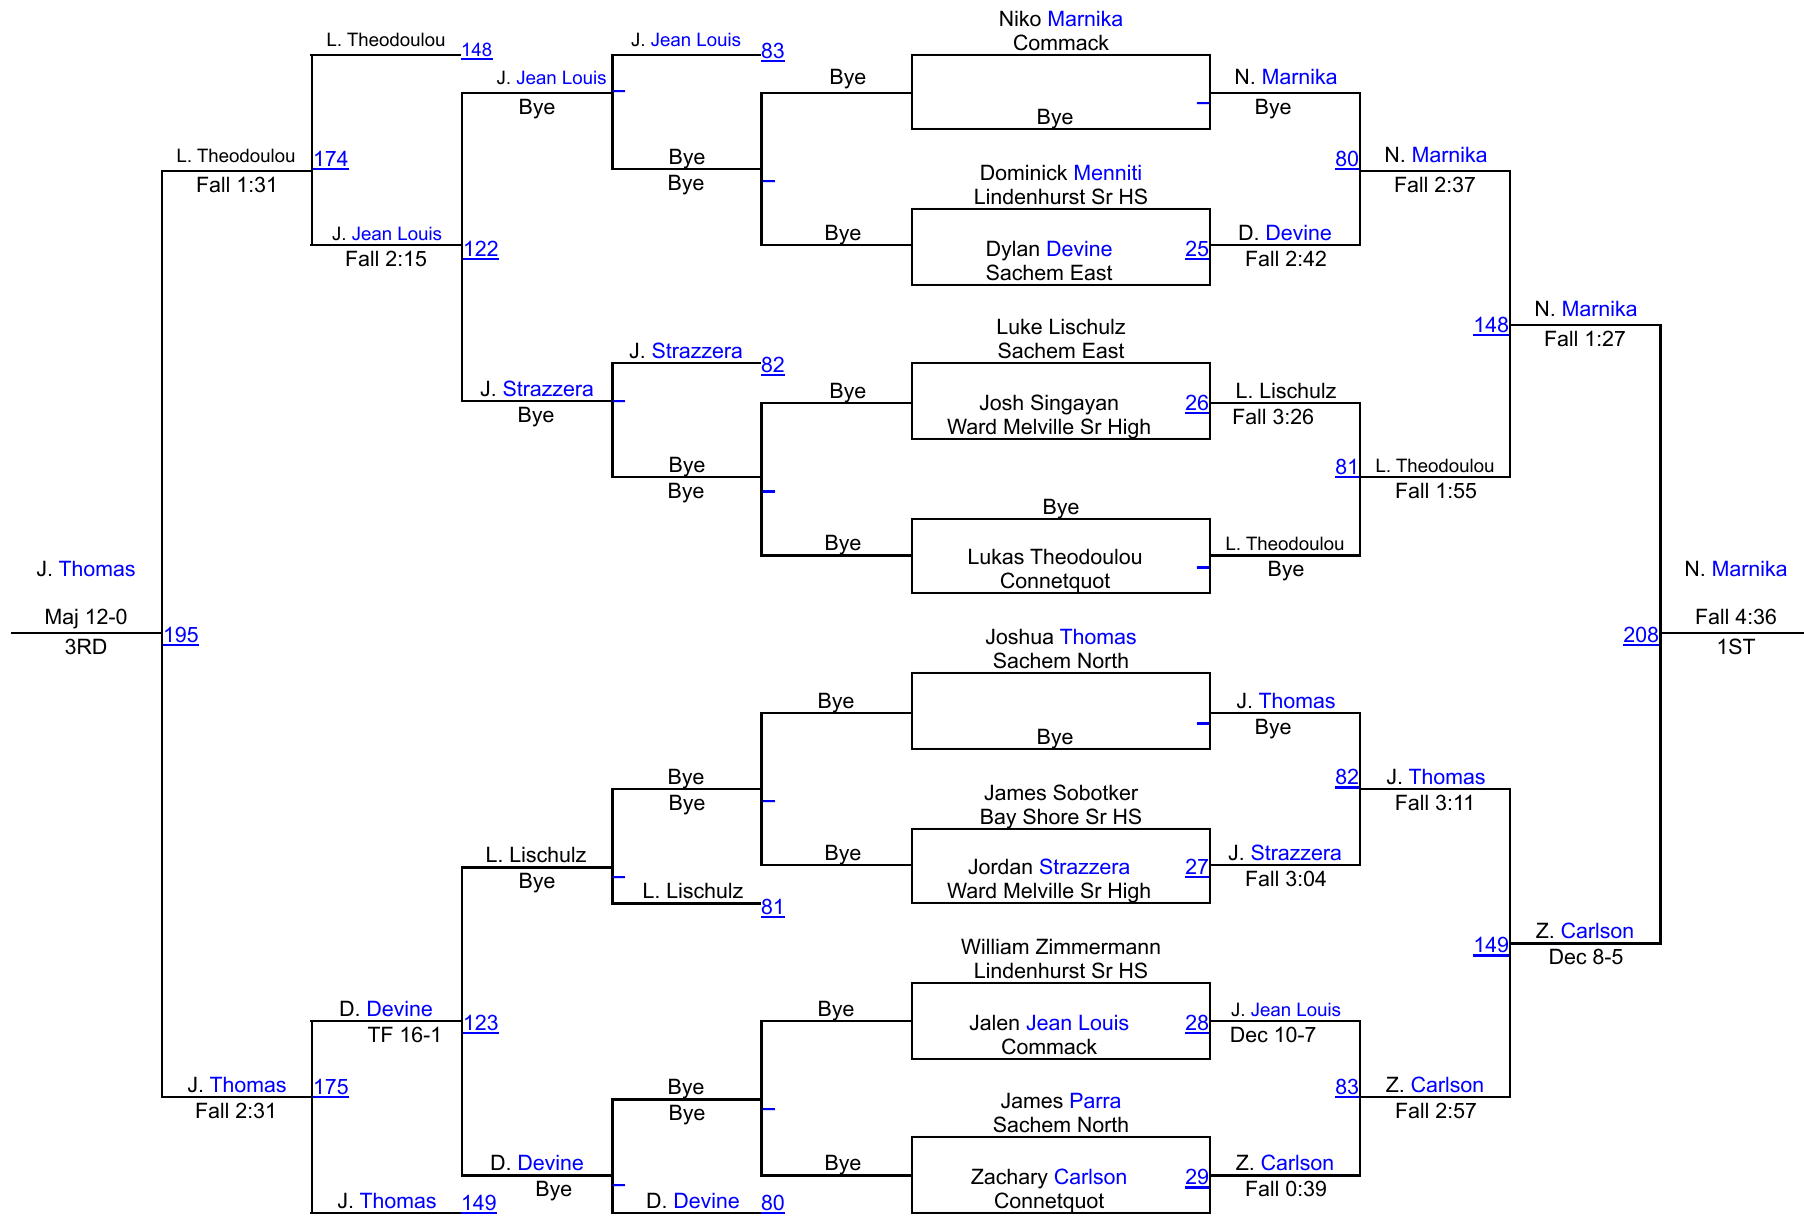 Niko Marnika
Commack
L. Theodoulou
148
J. Jean Louis
83
J. Jean Louis
Bye
Bye
Bye
N. Marnika
Bye
L. Theodoulou
174
Fall 1:31
Bye
Bye
80
N. Marnika
Fall 2:37
Dominick Menniti
Lindenhurst Sr HS
J. Jean Louis
122
Fall 2:15
Bye
Dylan Devine
25
Sachem East
D. Devine
Fall 2:42
Luke Lischulz
Sachem East
148
N. Marnika
Fall 1:27
J. Strazzera
82
J. Strazzera
Bye
Bye
Josh Singayan
26
Ward Melville Sr High
L. Lischulz
Fall 3:26
Bye
Bye
81
L. Theodoulou
Fall 1:55
Bye
Bye
Lukas Theodoulou
Connetquot
L. Theodoulou
Bye
J. Thomas
Maj 12-0
195
3RD
N. Marnika
Fall 4:36
208
1ST
Joshua Thomas
Sachem North
Bye
Bye
J. Thomas
Bye
Bye
Bye
82
J. Thomas
Fall 3:11
James Sobotker
Bay Shore Sr HS
L. Lischulz
Bye
Bye
Jordan Strazzera
27
Ward Melville Sr High
J. Strazzera
Fall 3:04
L. Lischulz
81
149
Z. Carlson
Dec 8-5
William Zimmermann
Lindenhurst Sr HS
D. Devine
123
TF 16-1
Bye
Jalen Jean Louis
28
Commack
J. Jean Louis
Dec 10-7
J. Thomas
175
Fall 2:31
Bye
Bye
83
Z. Carlson
Fall 2:57
James Parra
Sachem North
D. Devine
Bye
Bye
Zachary Carlson
29
Connetquot
Z. Carlson
Fall 0:39
J. Thomas
149
D. Devine
80